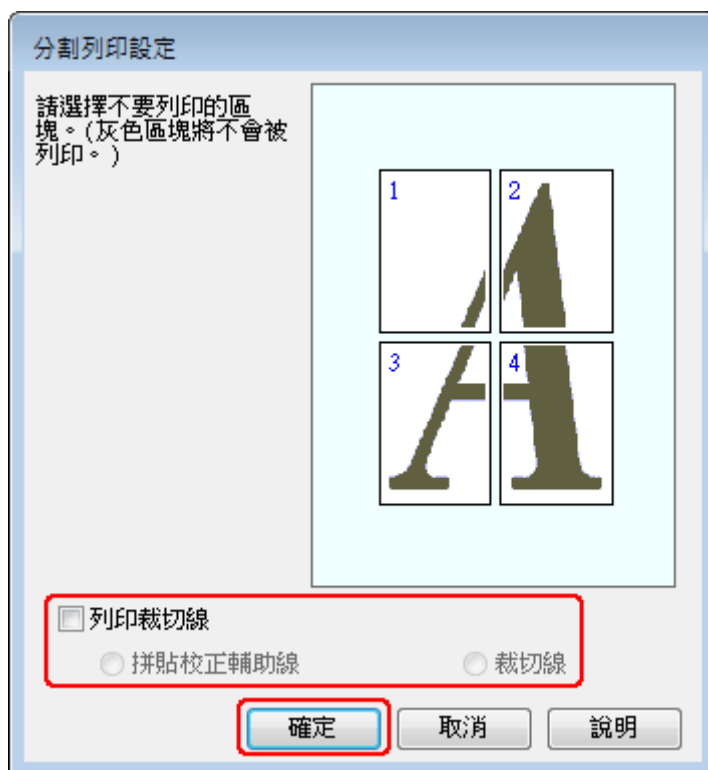 分割列印設定
請選擇不要列印的區
塊。(灰色區塊將不會被
列印。)
1 2
3 4
列印裁切線
拼貼校正輔助線 裁切線
確定 取消 說明